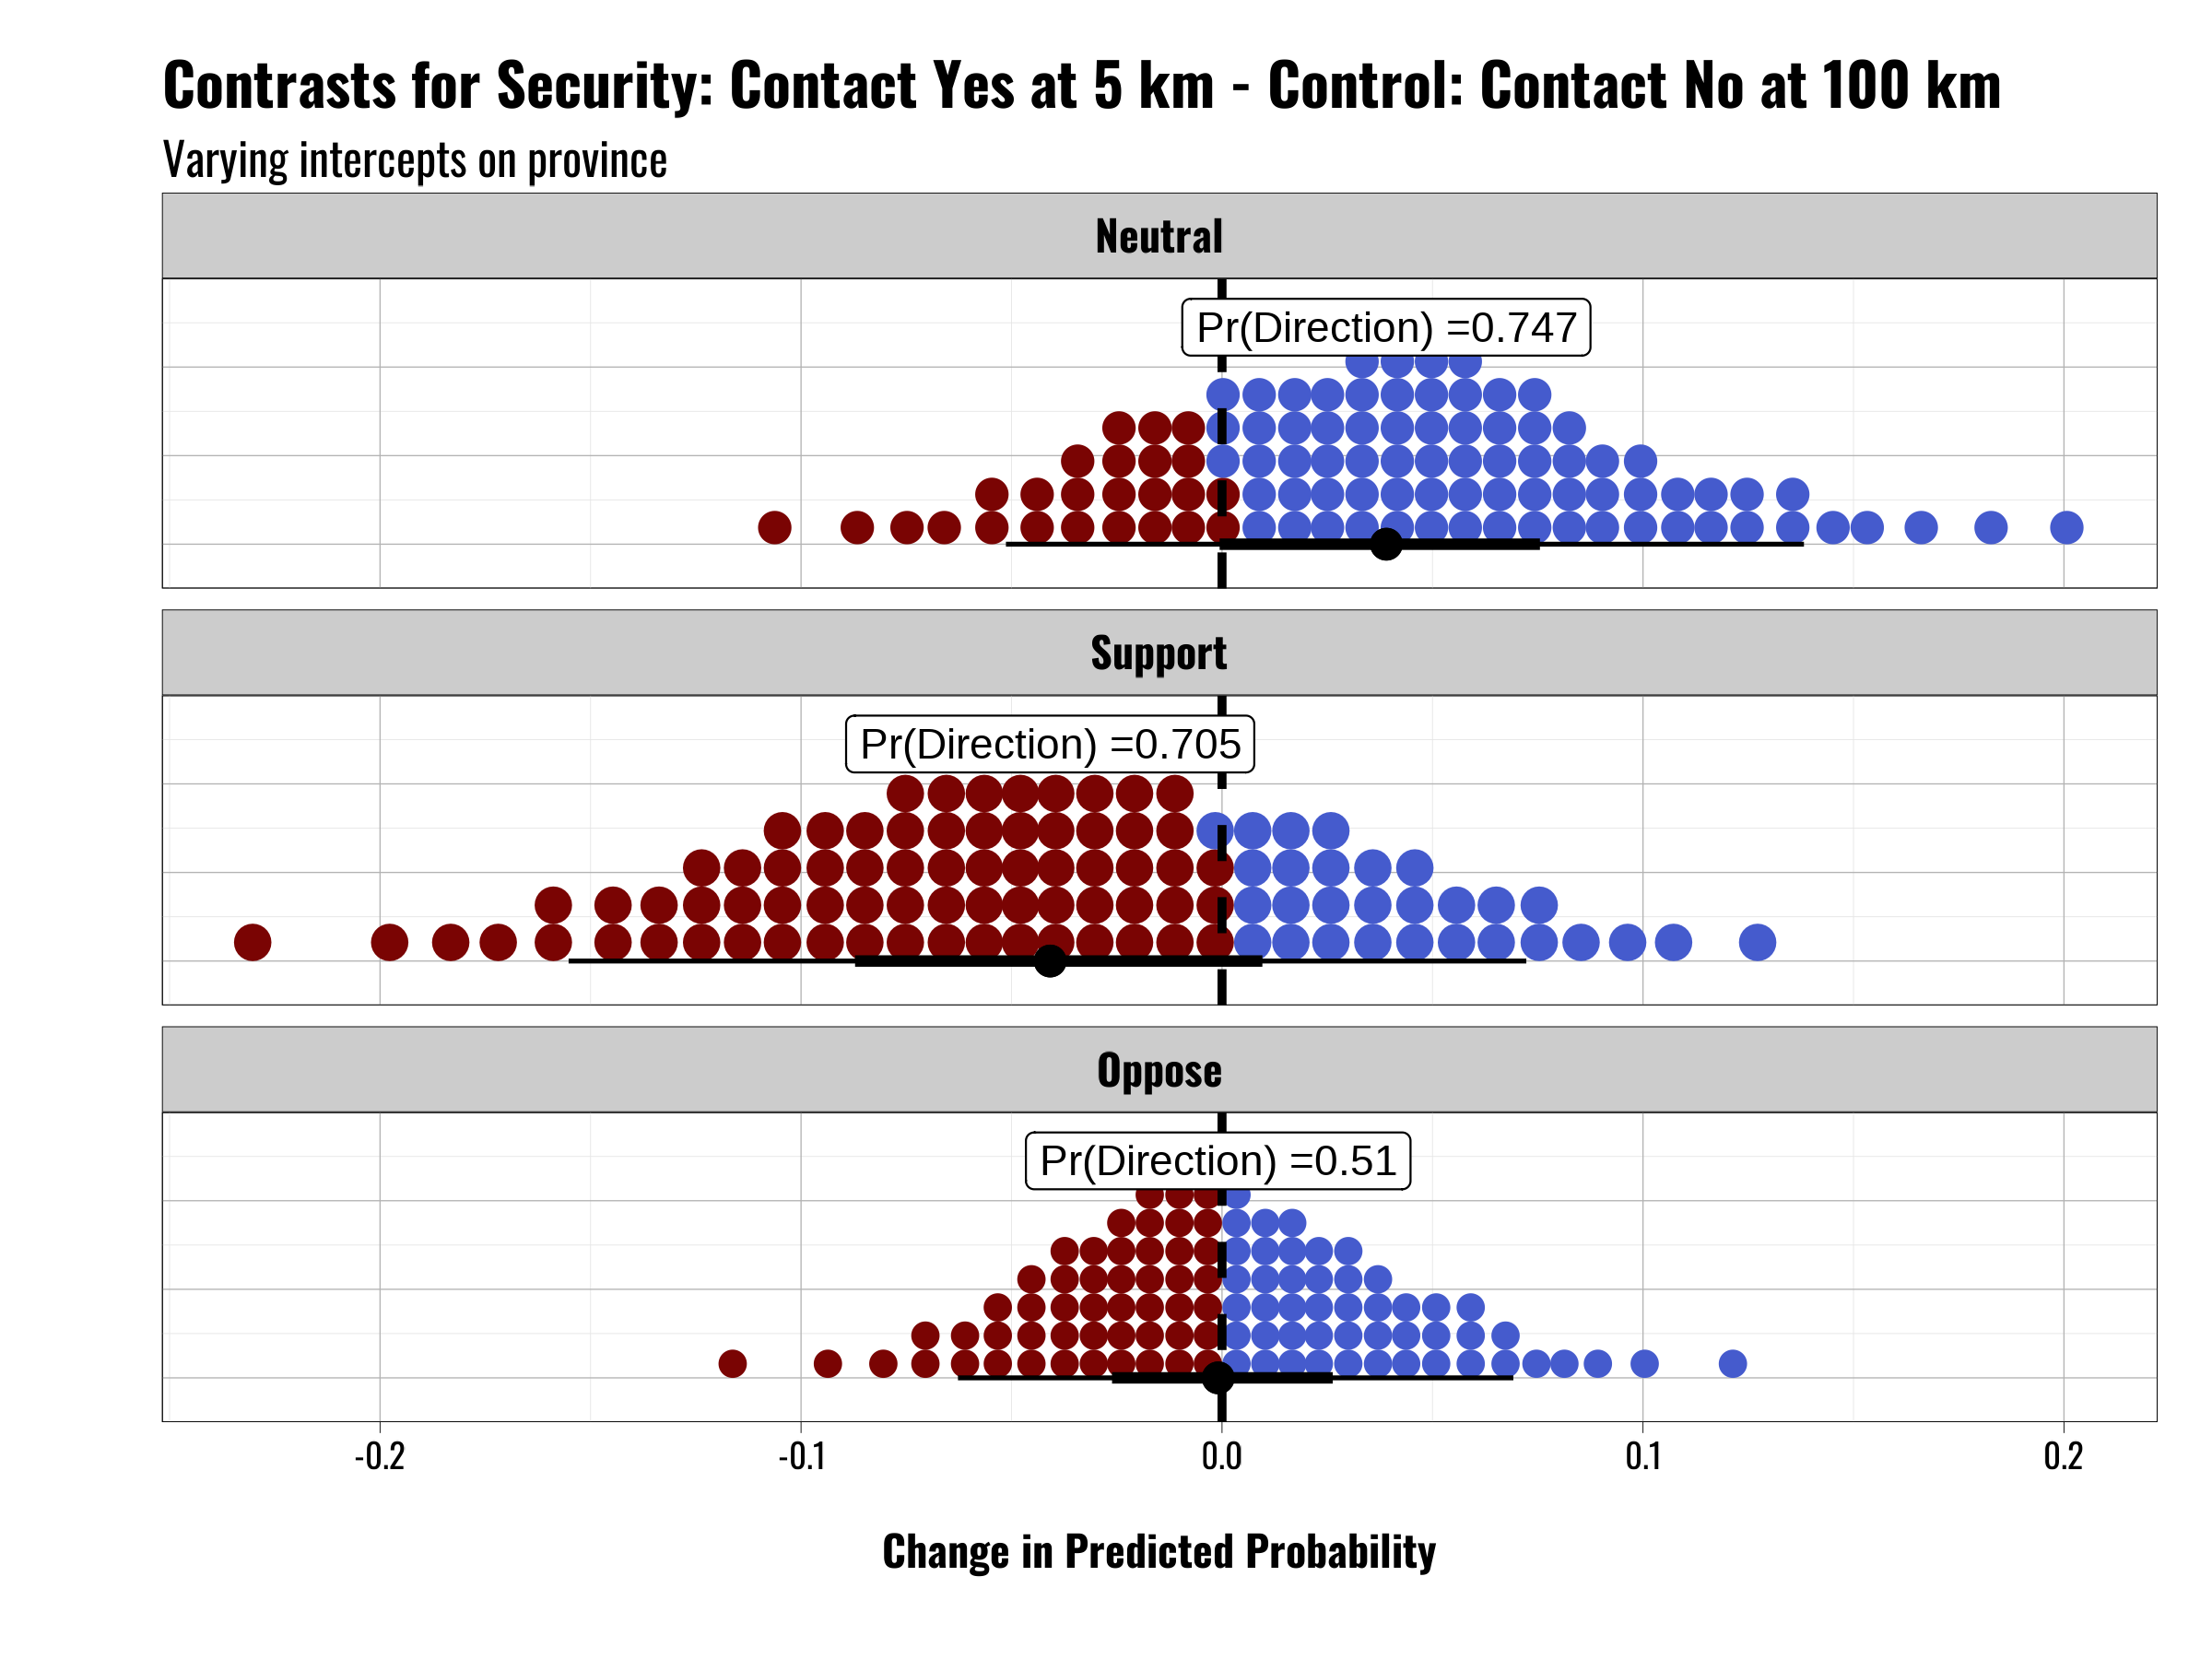 Contrasts for Security: Contact Yes at 5 km - Control: Contact No at 100 km
Varying intercepts on province
Neutral
Pr(Direction) =0.747
Support
Pr(Direction) =0.705
Oppose
Pr(Direction) =0.51
-0.2 -0.1 0.0 0.1 0.2
Change in Predicted Probability